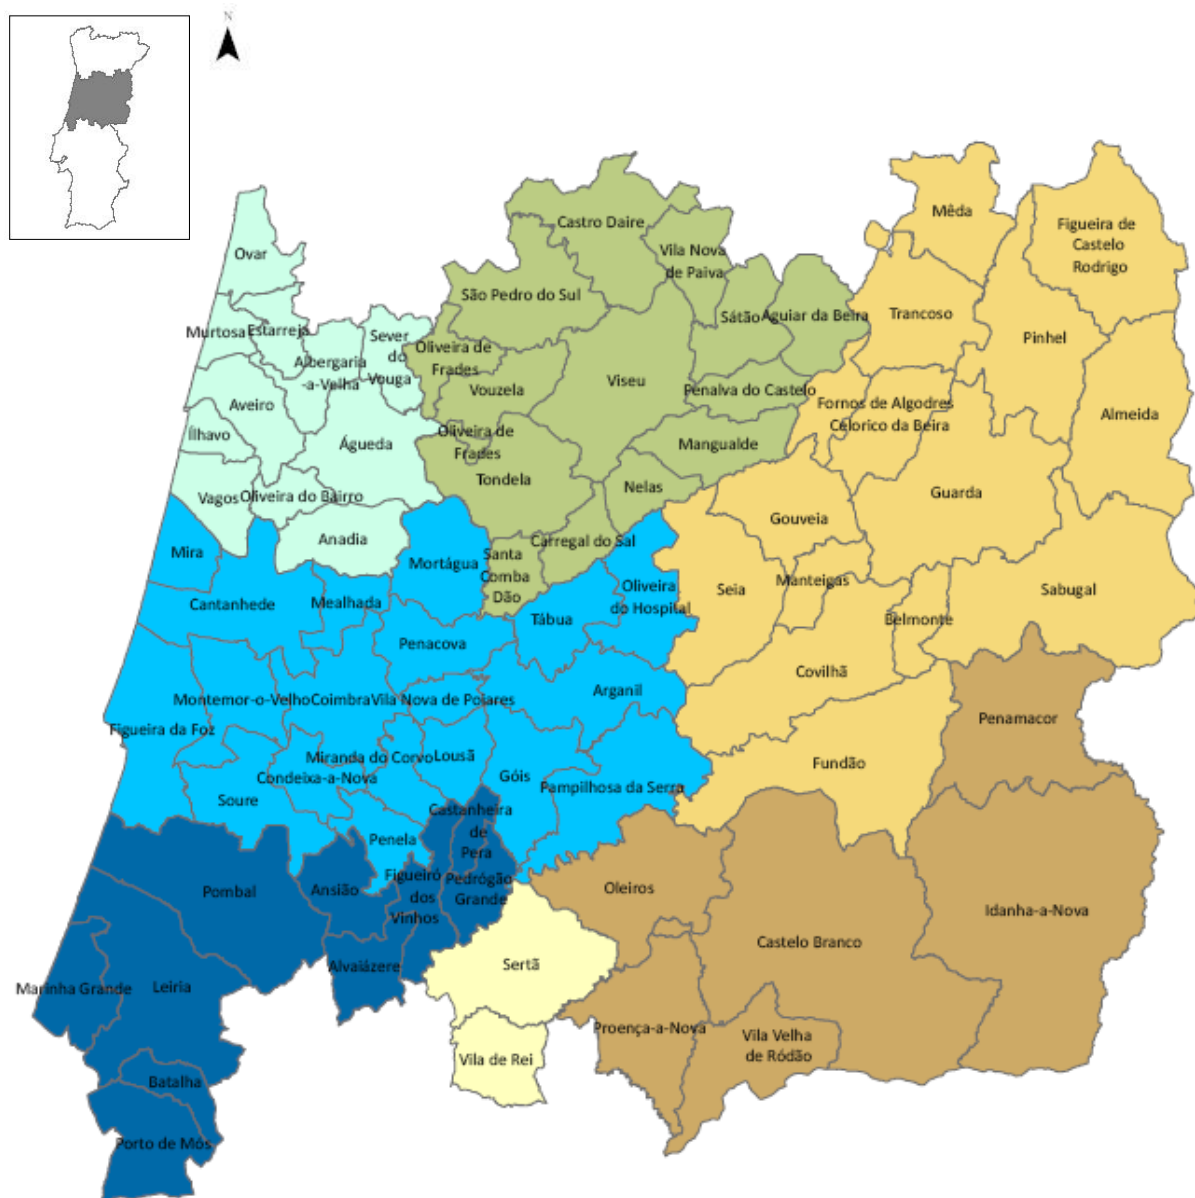 N
Mêda
Figueira de
Castelo
Rodrigo
Castro Daire
Vila Nova
de Paiva
Ovar
São Pedro do Sul
Sátão
Aguiar da Beira
Trancoso
Pinhel
Murtosa
Estarreja
Sever
do
Vouga
Albergaria
-a-Velha
Oliveira de
Frades
Vouzela
Viseu
Penalva do Castelo
Fornos de Algodres
Celorico da Beira
Almeida
Aveiro
Ílhavo
Águeda
Oliveira de
Frades
Mangualde
Tondela
Nelas
Guarda
Vagos
Oliveira do Bairro
Gouveia
Anadia
Carregal do Sal
Mira
Mortágua
Santa
Comba
Dão
Oliveira
do Hospital
Seia
Manteigas
Sabugal
Cantanhede
Mealhada
Tábua
Belmonte
Penacova
Covilhã
Arganil
Montemor-o-Velho
Coimbra
Vila Nova de Poiares
Penamacor
Figueira da Foz
Miranda do Corvo
Lousã
Fundão
Condeixa-a-Nova
Góis
Pampilhosa da Serra
Soure
Castanheira
de
Pera
Penela
Pombal
Ansião
Figueiró
dos
Vinhos
Pedrógão
Grande
Oleiros
Idanha-a-Nova
Castelo Branco
Alvaiázere
Sertã
Marinha Grande
Leiria
Proença-a-Nova
Vila Velha
de Ródão
Vila de Rei
Batalha
Porto de Mós